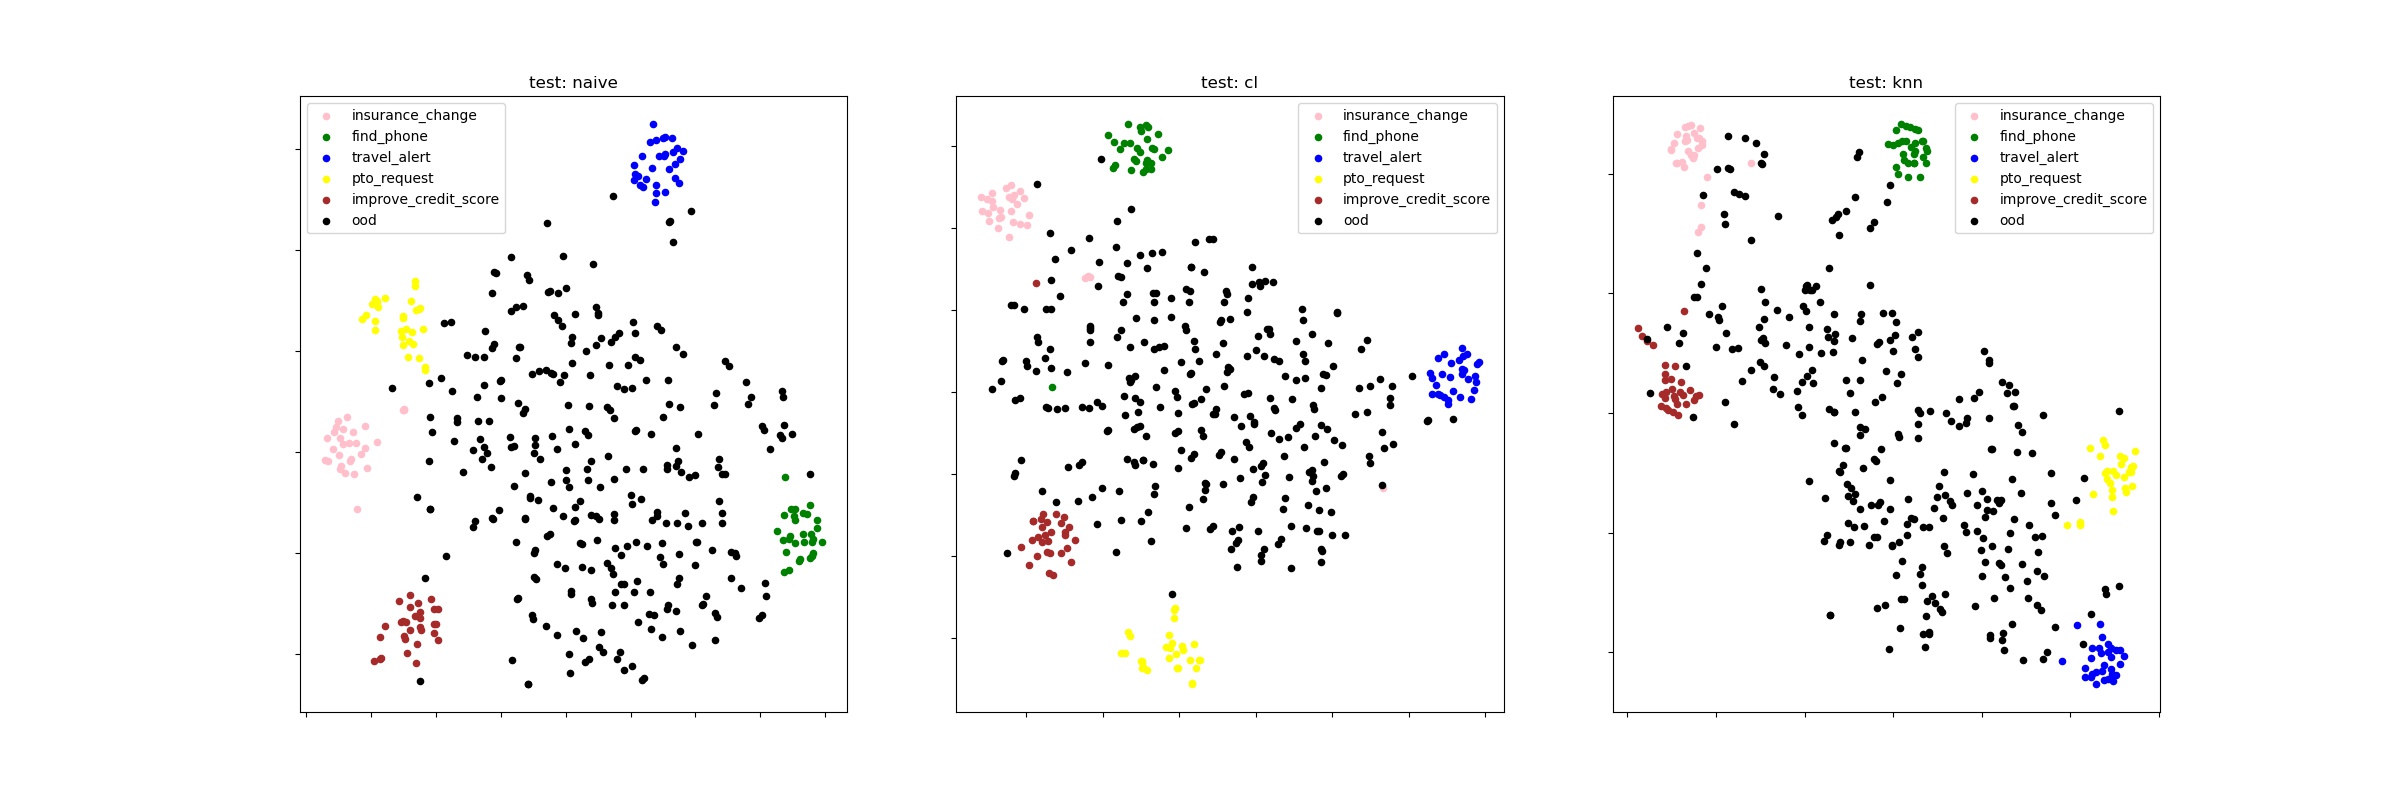 test: naive
insurance_change
find_phone
travel_alert
pto_request
improve_credit_score
ood
test: cl
insurance_change
find_phone
travel_alert
pto_request
improve_credit_score
ood
test: knn
insurance_change
find_phone
travel_alert
pto_request
improve_credit_score
ood